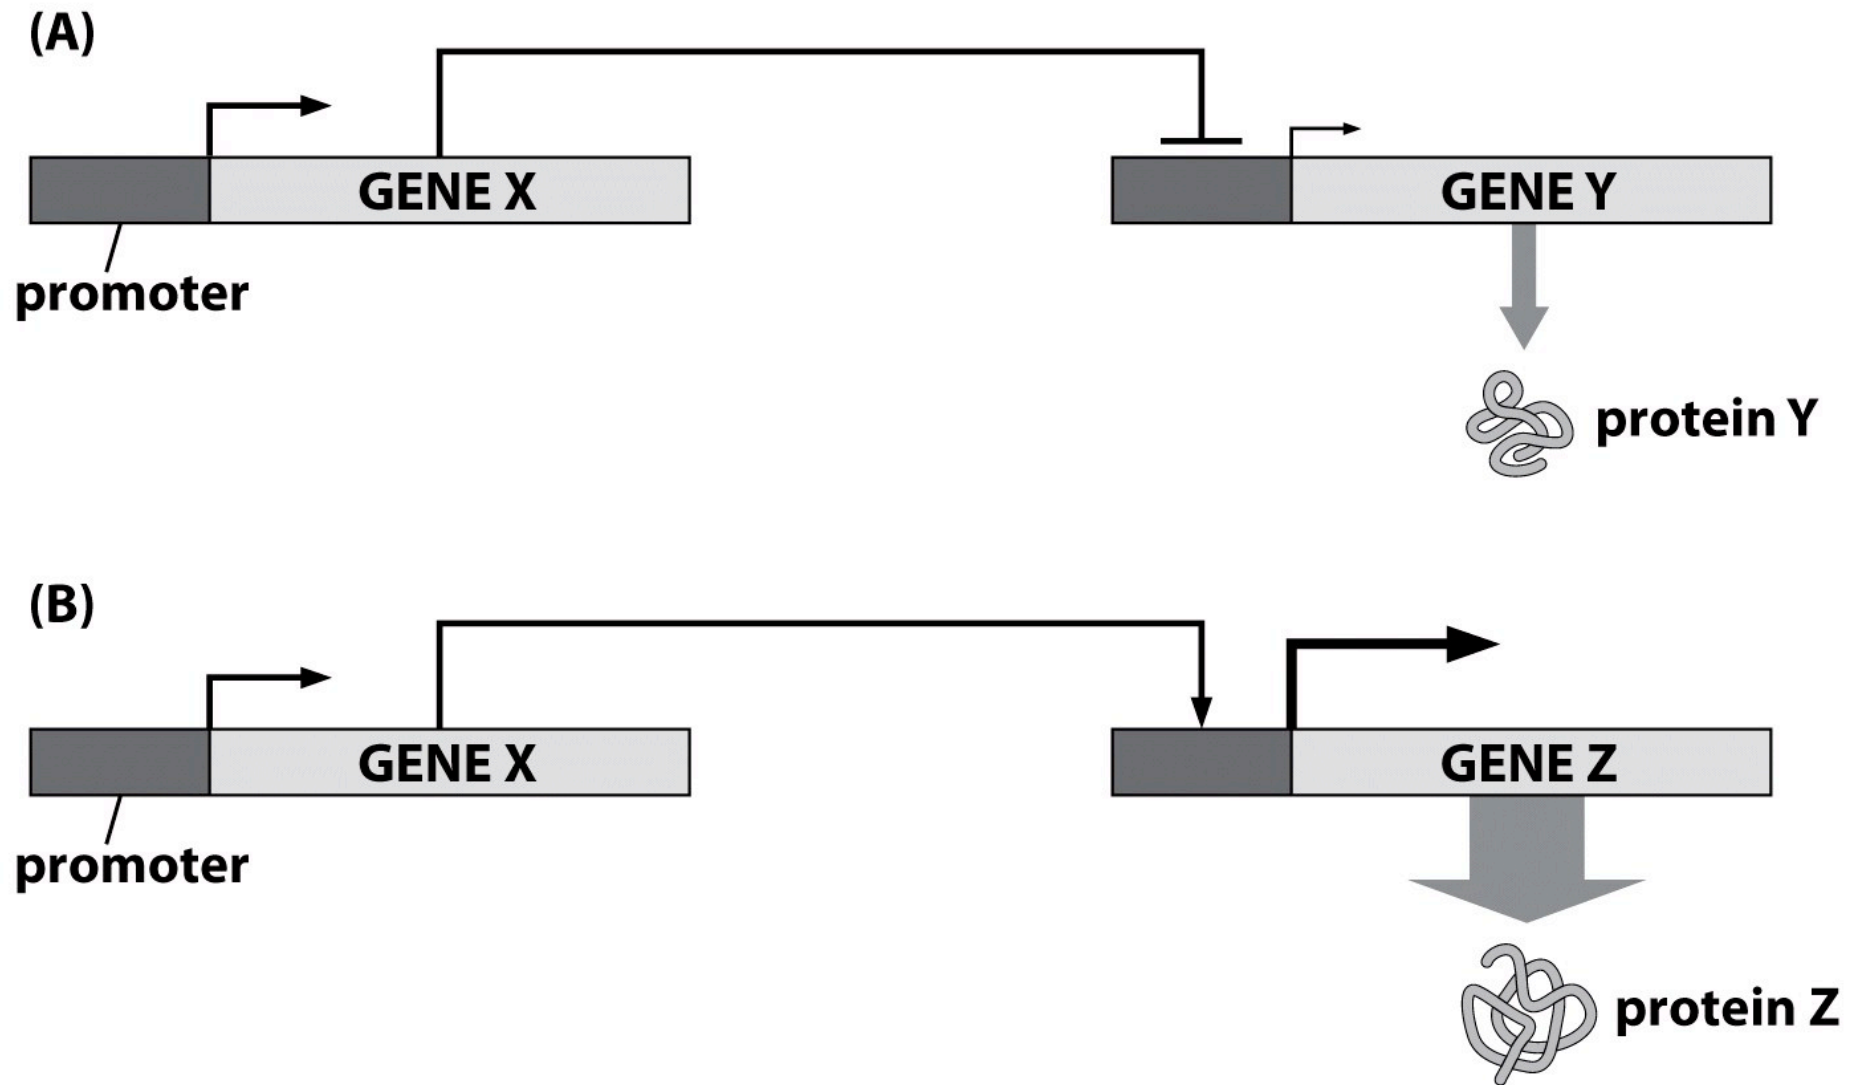 (A)
GENE X
GENE Y
promoter
protein Y
(B)
GENE X
GENE Z
promoter
protein Z